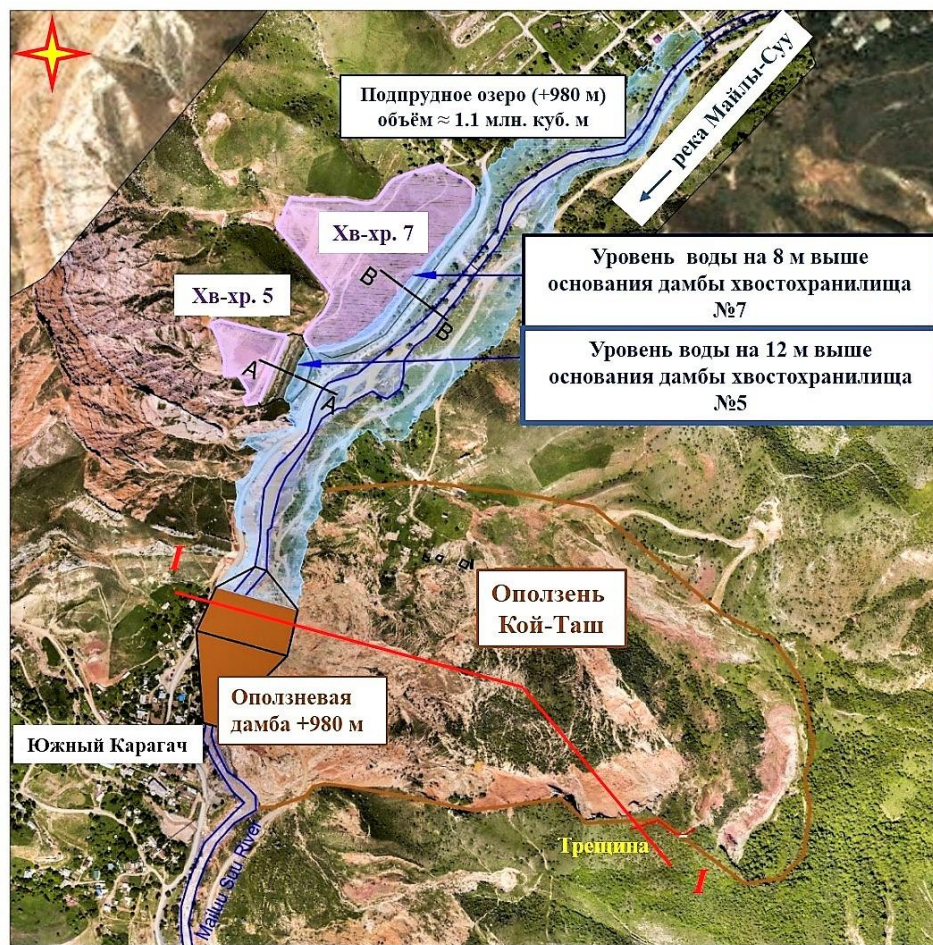 Подпрудное озеро (+980 м)
объём ≈ 1.1 млн. куб. м
река Майлы-Суу
Хв-хр. 7
Хв-хр. 5
B
B
A
A
Уровень воды на 8 м выше
основания дамбы хвостохранилища
№7
Уровень воды на 12 м выше
основания дамбы хвостохранилища
№5
I
Оползень
Кой-Таш
Оползневая
дамба +980 м
Южный Карагач
Трещина
I
Mailuu Suu River